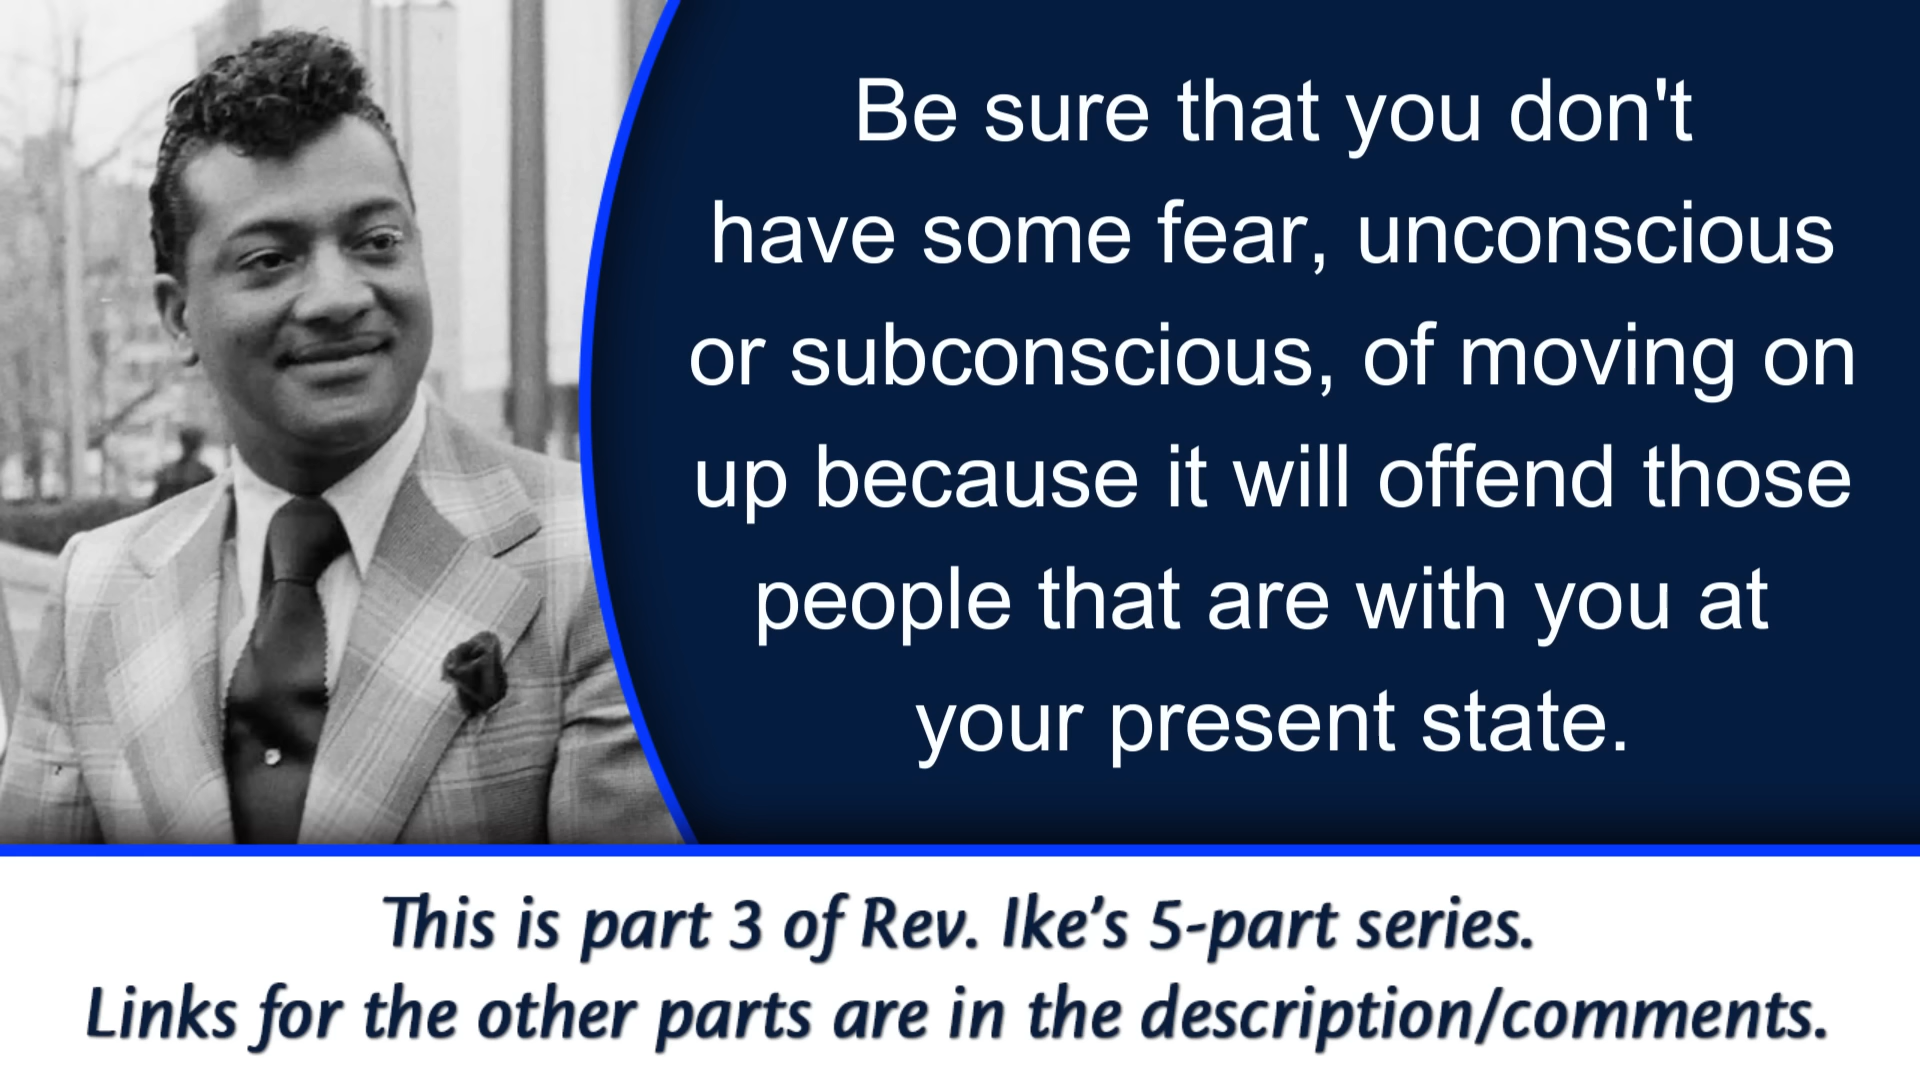 Be sure that you don't
have some fear, unconscious
or subconscious, of moving on
up because it will offend those
people that are with you at
your present state.
This is part 3 of Rev. Ike’s 5-part series.
Links for the other parts are in the description/comments.